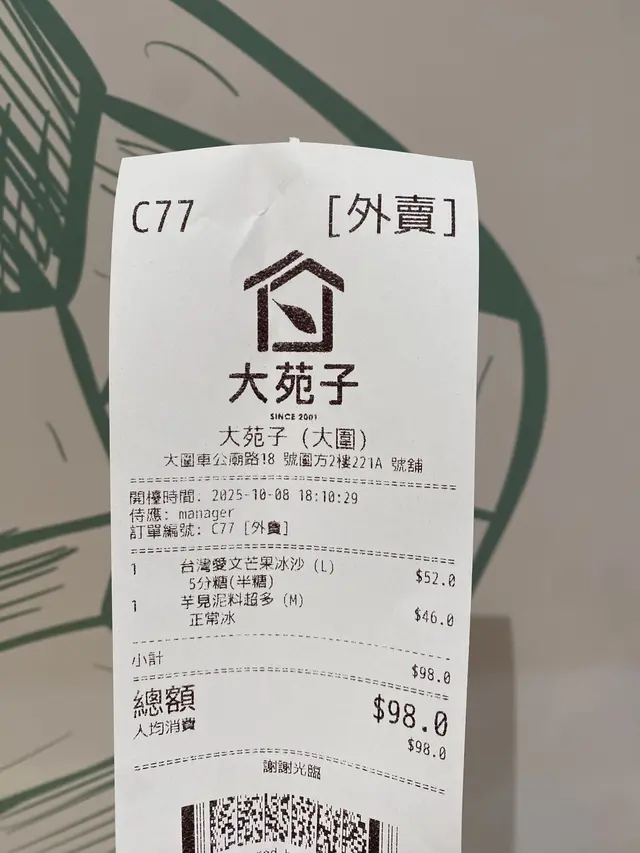 C77 [外賣]
大苑子
SINCE 2001
大苑子 (大圍)
大圍車公廟路18 號圍方2樓221A 號舖
開檯時間: 2025-10-08 18:10:29
侍應: manager
訂單編號: C77 [外賣]
1 台灣愛文芒果冰沙 (L) $52.0
5分糖(半糖)
1 芋見泥料超多 (M) $46.0
正常冰
小計 $98.0
總額 $98.0
人均消費 $98.0
謝謝光臨